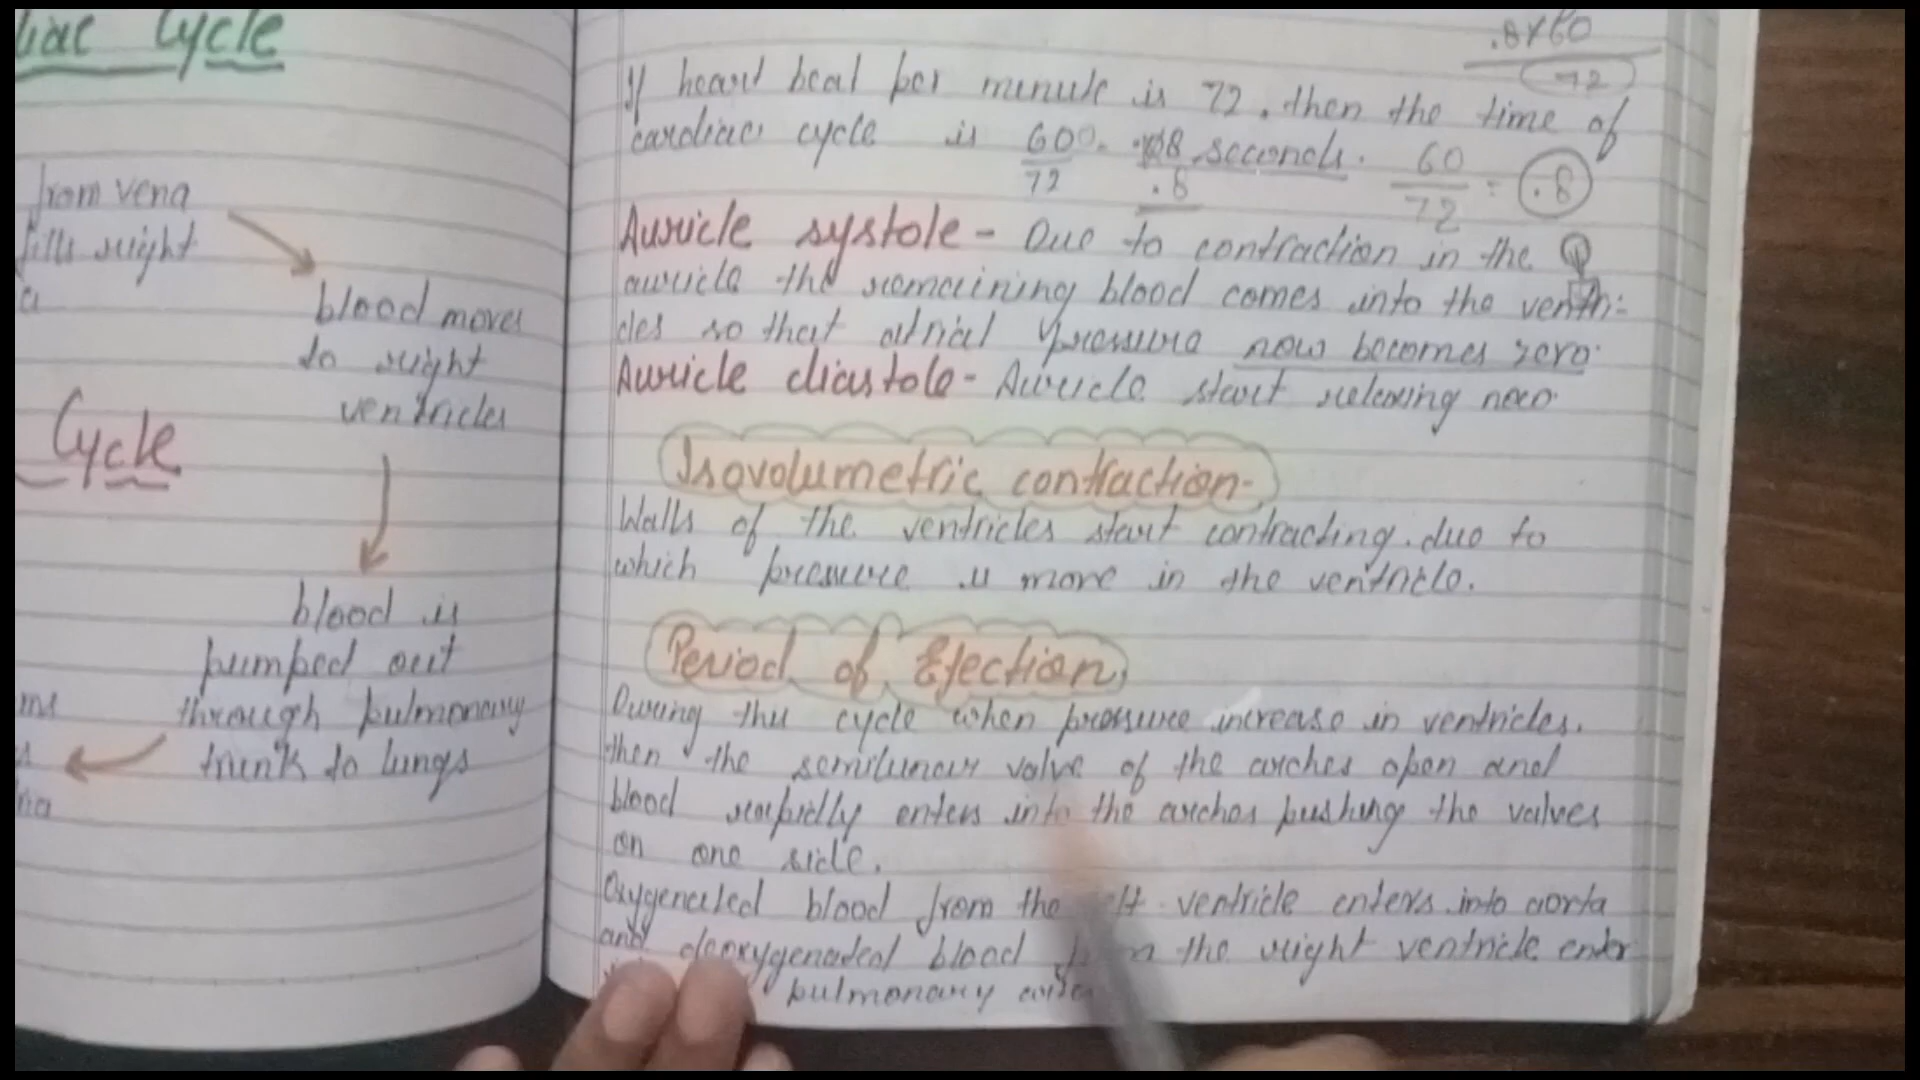 liac Cycle
from vena
fills right
a
blood moves
to right
ventricles
Cycle
blood is
pumped out
through pulmonary
trunk to lungs
.8x60
72
If heart beat per minute is 72. then the time of
cardiac cycle is 60 seconds. 60
72 .8 72 = .8
Auricle systole - Due to contraction in the
auricle the remaining blood comes into the ventri-
cles so that atrial pressure now becomes zero.
Auricle diastole - Auricle start relexing now.
Isovolumetric contraction-
Walls of the ventricles start contracting. due to
which pressure is more in the ventricle.
Period of Ejection
During this cycle when pressure increase in ventricles.
then the semilunar valve of the arches open and
blood rapidly enters into the arches pushing the valves
on one side.
Oxygenated blood from the ventricle enters into aorta
and deoxygenated blood the right ventricle enter
pulmonary